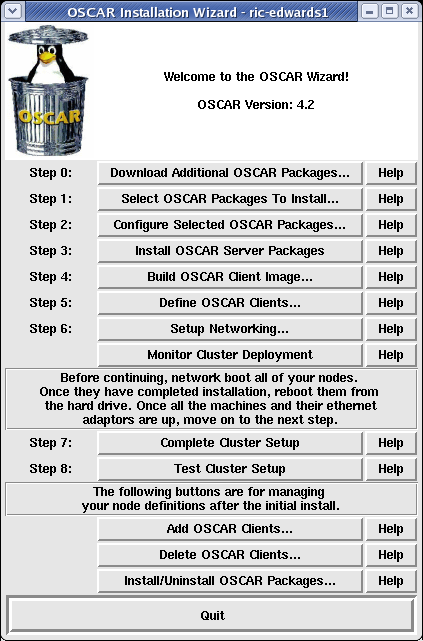 OSCAR Installation Wizard - ric-edwards1
OSCAR
Welcome to the OSCAR Wizard!
OSCAR Version: 4.2
Step 0: Download Additional OSCAR Packages... Help
Step 1: Select OSCAR Packages To Install... Help
Step 2: Configure Selected OSCAR Packages... Help
Step 3: Install OSCAR Server Packages Help
Step 4: Build OSCAR Client Image... Help
Step 5: Define OSCAR Clients... Help
Step 6: Setup Networking... Help
Monitor Cluster Deployment Help
Before continuing, network boot all of your nodes.
Once they have completed installation, reboot them from
the hard drive. Once all the machines and their ethernet
adaptors are up, move on to the next step.
Step 7: Complete Cluster Setup Help
Step 8: Test Cluster Setup Help
The following buttons are for managing
your node definitions after the initial install.
Add OSCAR Clients... Help
Delete OSCAR Clients... Help
Install/Uninstall OSCAR Packages... Help
Quit